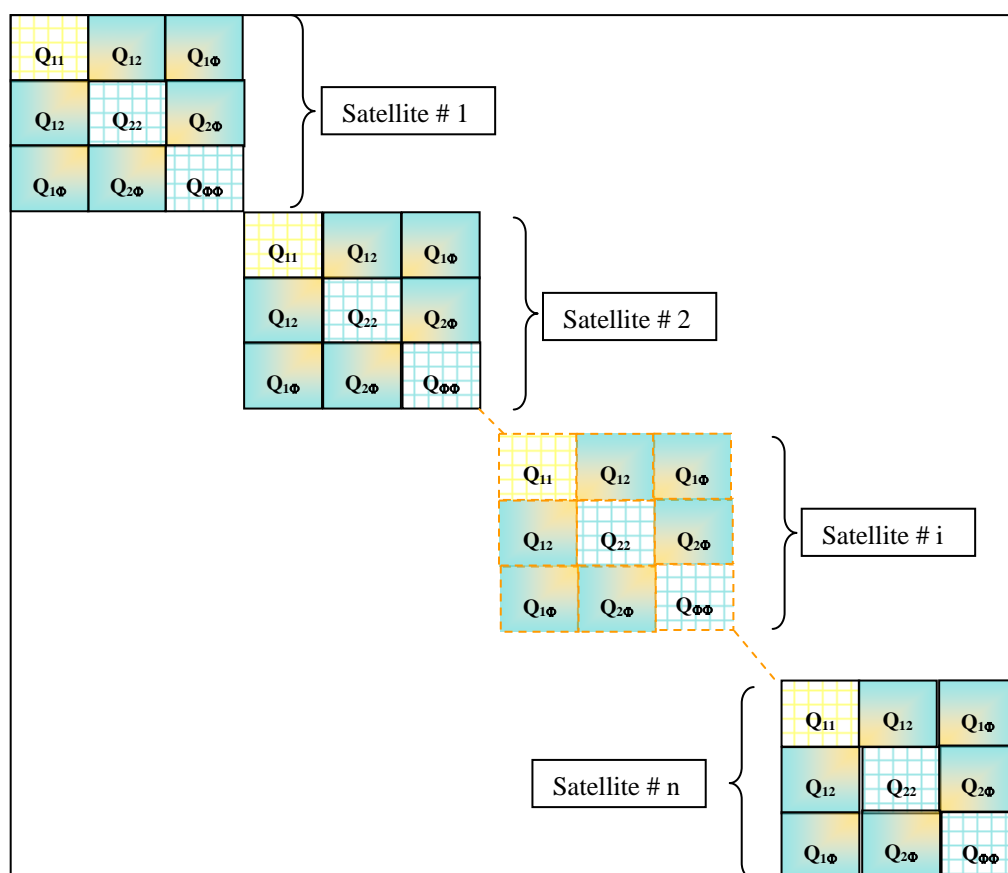 Q₁₁ Q₁₂ Q₁Φ
Q₁₂ Q₂₂ Q₂Φ
Q₁Φ Q₂Φ QΦΦ
Satellite # 1
Q₁₁ Q₁₂ Q₁Φ
Q₁₂ Q₂₂ Q₂Φ
Q₁Φ Q₂Φ QΦΦ
Satellite # 2
Q₁₁ Q₁₂ Q₁Φ
Q₁₂ Q₂₂ Q₂Φ
Q₁Φ Q₂Φ QΦΦ
Satellite # i
Q₁₁ Q₁₂ Q₁Φ
Q₁₂ Q₂₂ Q₂Φ
Q₁Φ Q₂Φ QΦΦ
Satellite # n